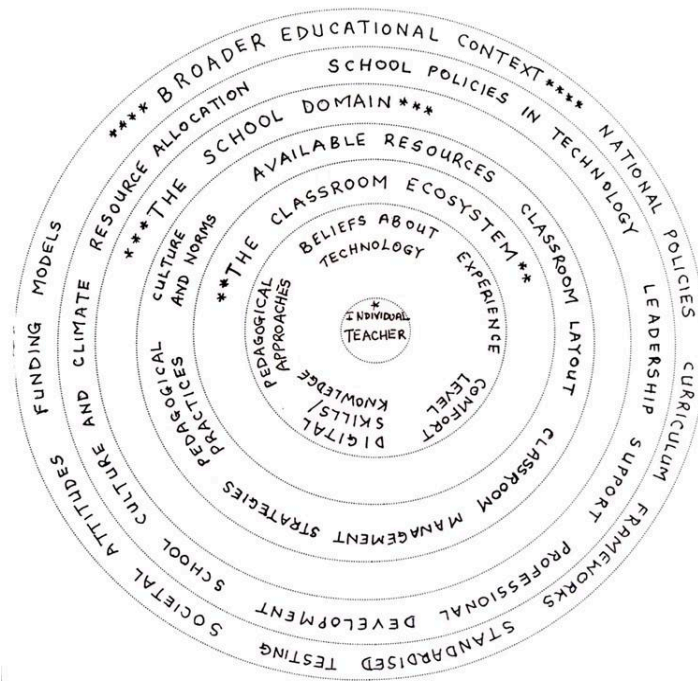 **** BROADER EDUCATIONAL CONTEXT ****
NATIONAL POLICIES
CURRICULUM FRAMEWORKS
STANDARDISED TESTING
SOCIETAL ATTITUDES
FUNDING MODELS
SCHOOL POLICIES IN TECHNOLOGY
LEADERSHIP SUPPORT
PROFESSIONAL DEVELOPMENT
SCHOOL CULTURE AND CLIMATE
RESOURCE ALLOCATION
*** THE SCHOOL DOMAIN ***
AVAILABLE RESOURCES
CLASSROOM LAYOUT
CLASSROOM MANAGEMENT STRATEGIES
PEDAGOGICAL
PRACTICES
CULTURE
AND NORMS
** THE CLASSROOM ECOSYSTEM **
BELIEFS ABOUT
TECHNOLOGY
EXPERIENCE
COMFORT
LEVEL
DIGITAL
SKILLS/
KNOWLEDGE
PEDAGOGICAL
APPROACHES
*
INDIVIDUAL
TEACHER